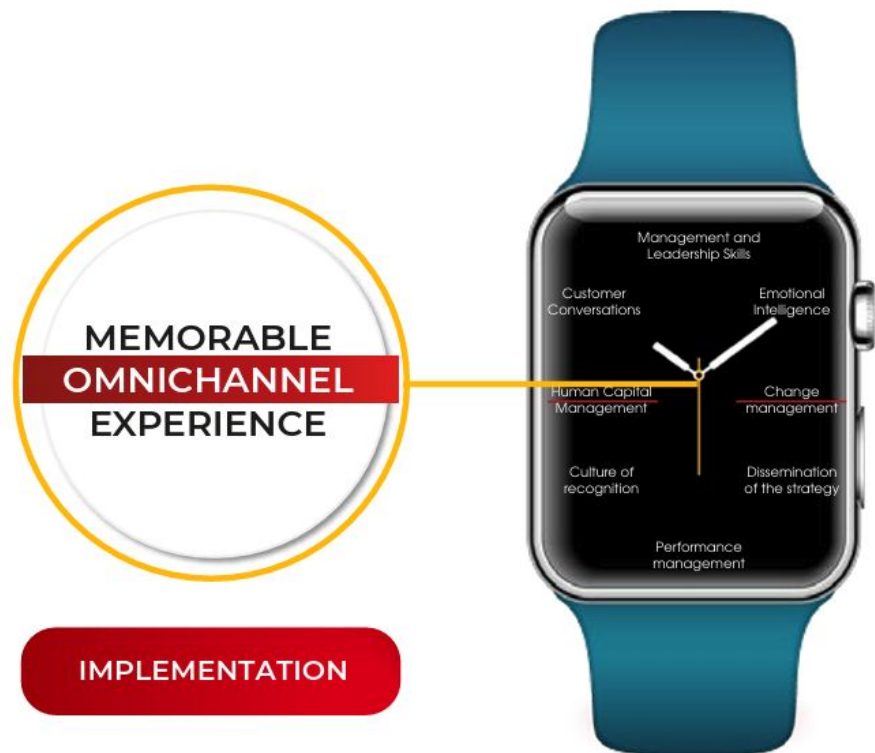 MEMORABLE
OMNICHANNEL
EXPERIENCE
IMPLEMENTATION
Management and
Leadership Skills
Customer
Conversations
Emotional
Intelligence
Human Capital
Management
Change
management
Culture of
recognition
Dissemination
of the strategy
Performance
management